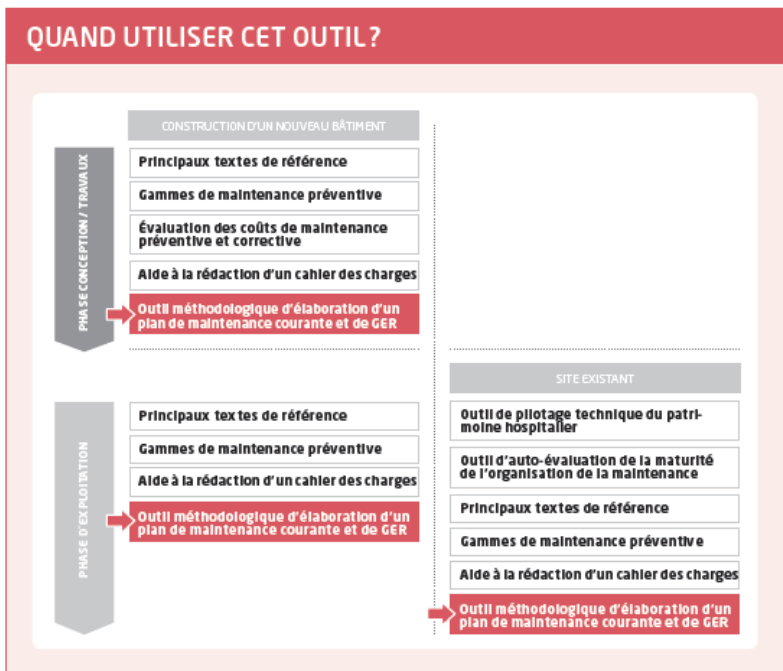 QUAND UTILISER CET OUTIL?
CONSTRUCTION D'UN NOUVEAU BÂTIMENT
PHASE CONCEPTION / TRAVAUX
Principaux textes de référence
Gammes de maintenance préventive
Évaluation des coûts de maintenance
préventive et corrective
Aide à la rédaction d'un cahier des charges
Outil méthodologique d'élaboration d'un
plan de maintenance courante et de GER
PHASE D'EXPLOITATION
Principaux textes de référence
Gammes de maintenance préventive
Aide à la rédaction d'un cahier des charges
Outil méthodologique d'élaboration d'un
plan de maintenance courante et de GER
SITE EXISTANT
Outil de pilotage technique du patri-
moine hospitalier
Outil d'auto-évaluation de la maturité
de l'organisation de la maintenance
Principaux textes de référence
Gammes de maintenance préventive
Aide à la rédaction d'un cahier des charges
Outil méthodologique d'élaboration d'un
plan de maintenance courante et de GER